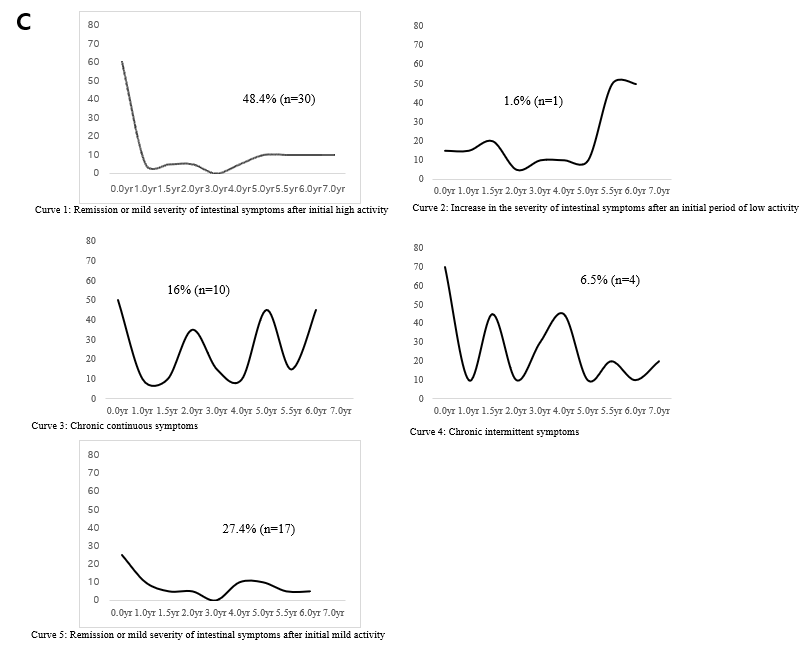 C
80
70
60
50
40
30
20
10
0
48.4% (n=30)
0.0yr 1.0yr 1.5yr 2.0yr 3.0yr 4.0yr 5.0yr 5.5yr 6.0yr 7.0yr
Curve 1: Remission or mild severity of intestinal symptoms after initial high activity
80
70
60
50
40
30
20
10
0
1.6% (n=1)
0.0yr 1.0yr 1.5yr 2.0yr 3.0yr 4.0yr 5.0yr 5.5yr 6.0yr 7.0yr
Curve 2: Increase in the severity of intestinal symptoms after an initial period of low activity
80
70
60
50
40
30
20
10
0
16% (n=10)
0.0yr 1.0yr 1.5yr 2.0yr 3.0yr 4.0yr 5.0yr 5.5yr 6.0yr 7.0yr
Curve 3: Chronic continuous symptoms
80
70
60
50
40
30
20
10
0
6.5% (n=4)
0.0yr 1.0yr 1.5yr 2.0yr 3.0yr 4.0yr 5.0yr 5.5yr 6.0yr 7.0yr
Curve 4: Chronic intermittent symptoms
80
70
60
50
40
30
20
10
0
27.4% (n=17)
0.0yr 1.0yr 1.5yr 2.0yr 3.0yr 4.0yr 5.0yr 5.5yr 6.0yr 7.0yr
Curve 5: Remission or mild severity of intestinal symptoms after initial mild activity